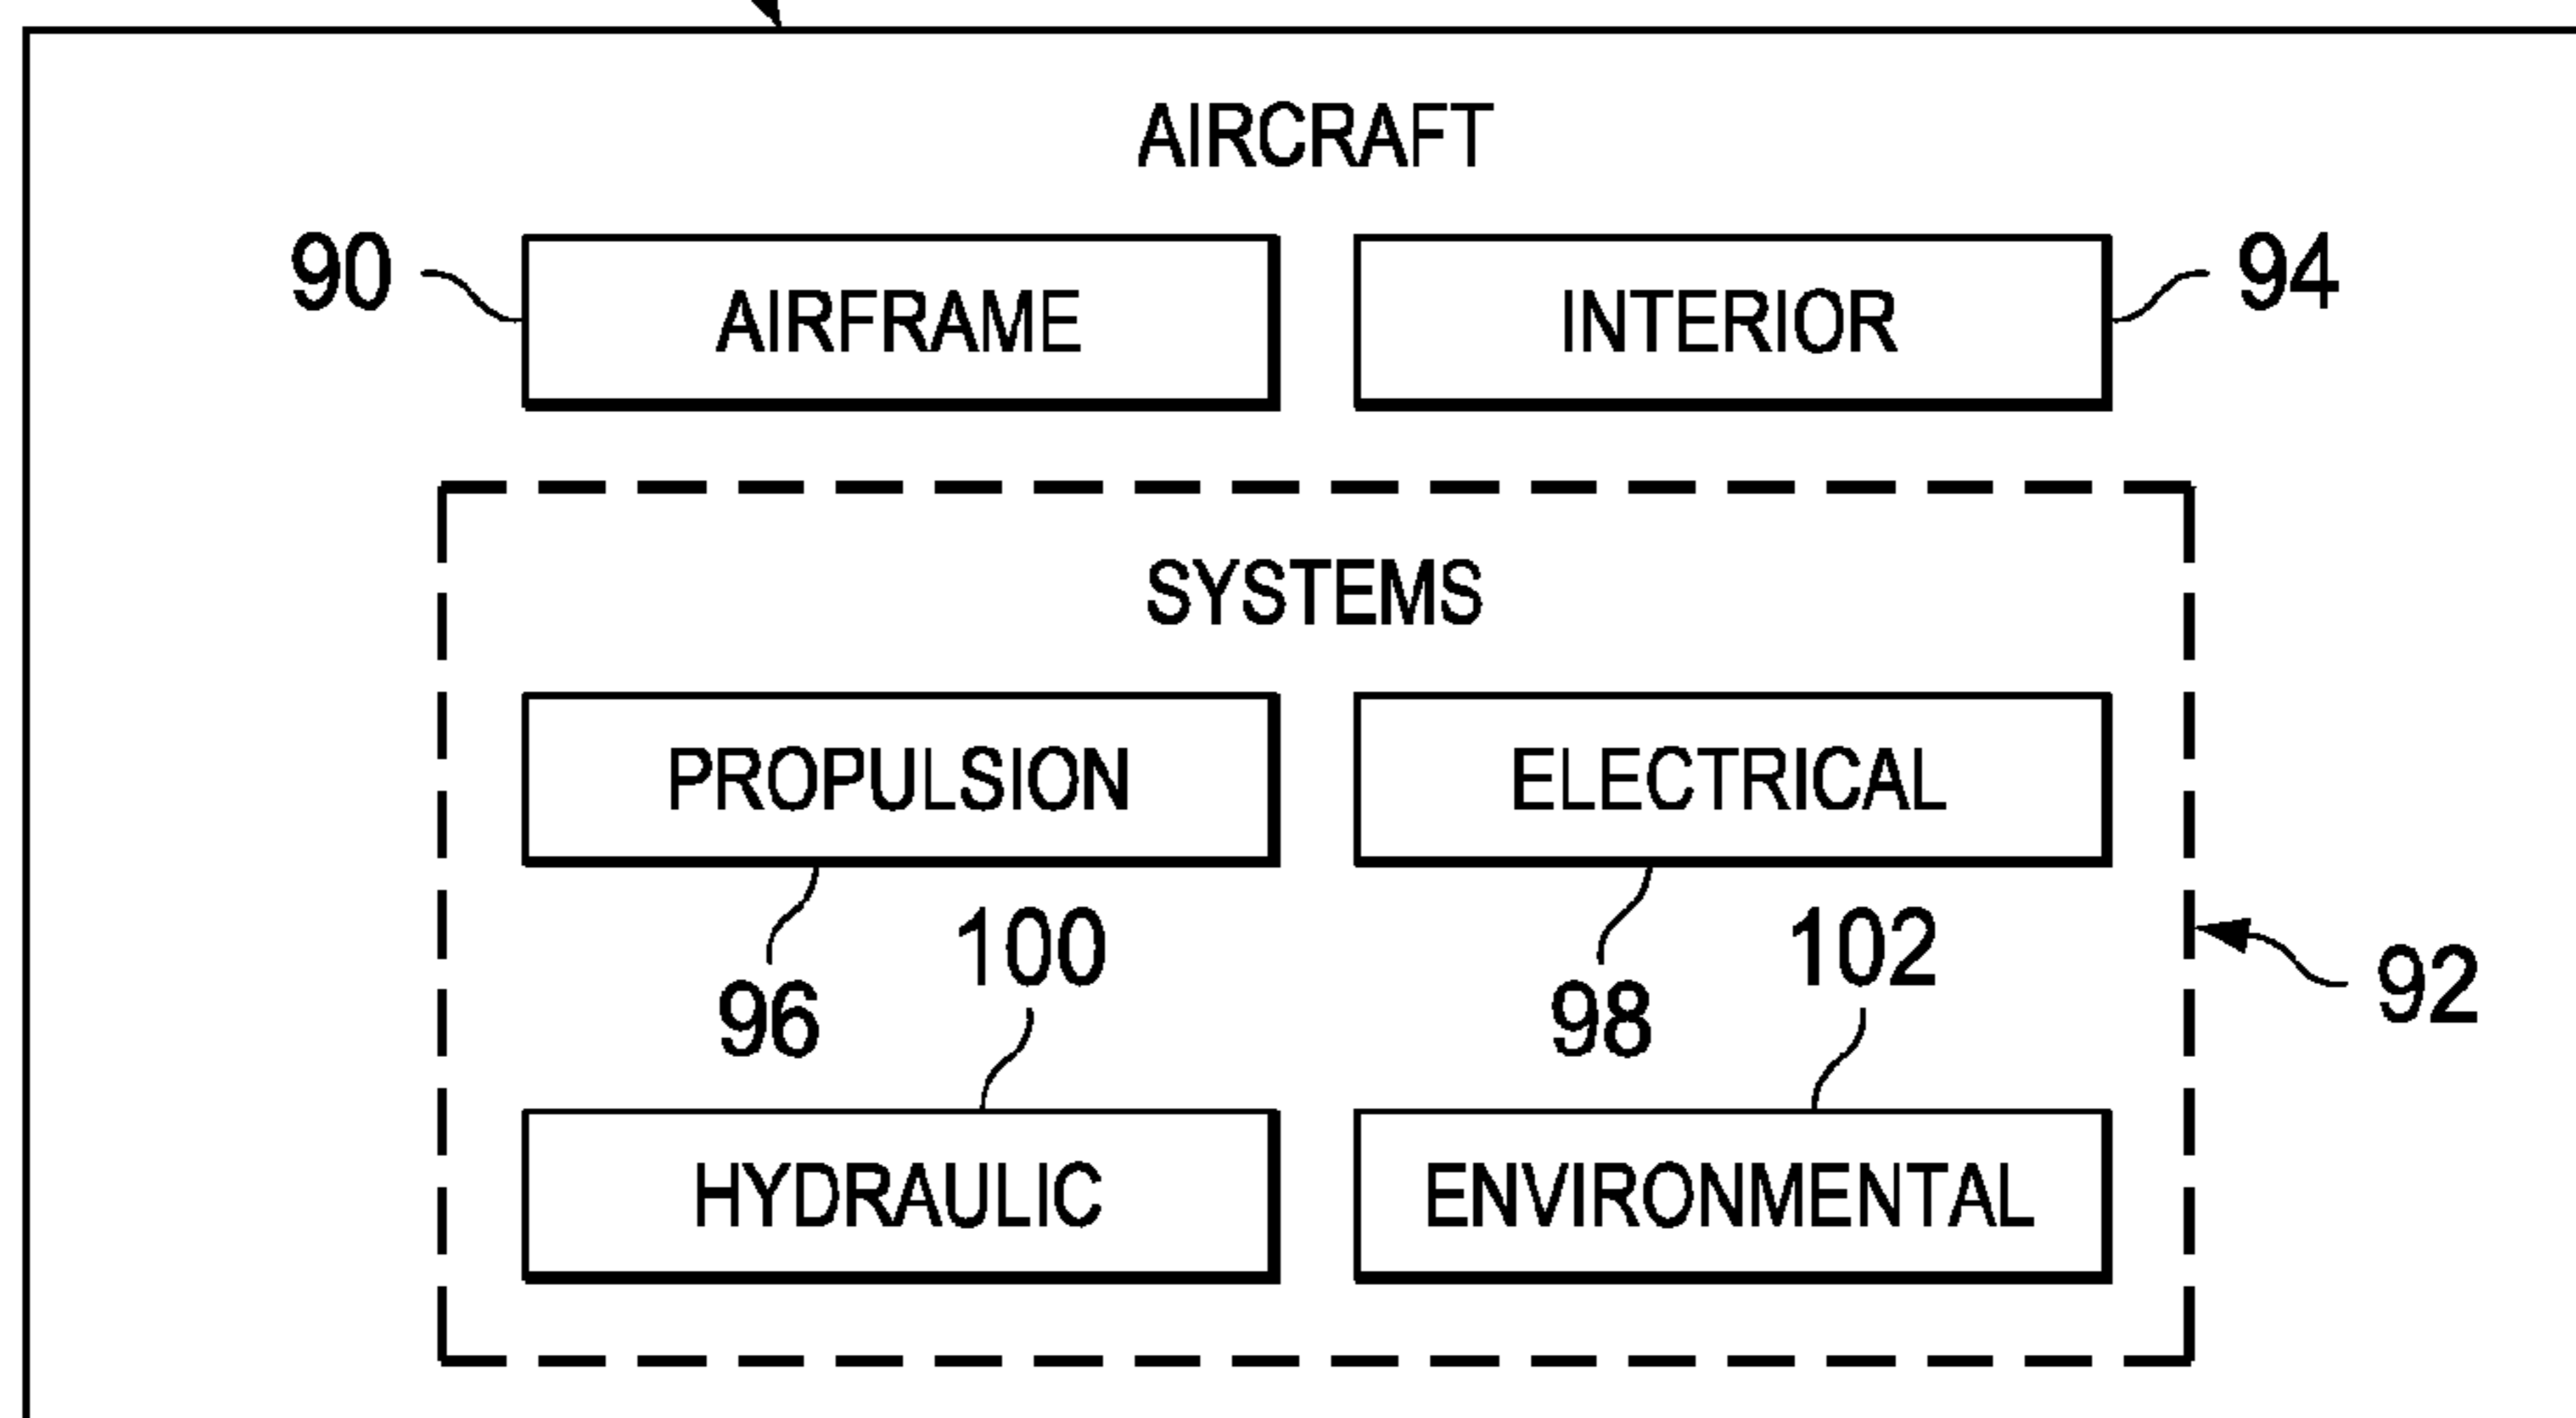 AIRCRAFT
90 AIRFRAME INTERIOR 94
SYSTEMS
PROPULSION ELECTRICAL
100 102
96 98 92
HYDRAULIC ENVIRONMENTAL